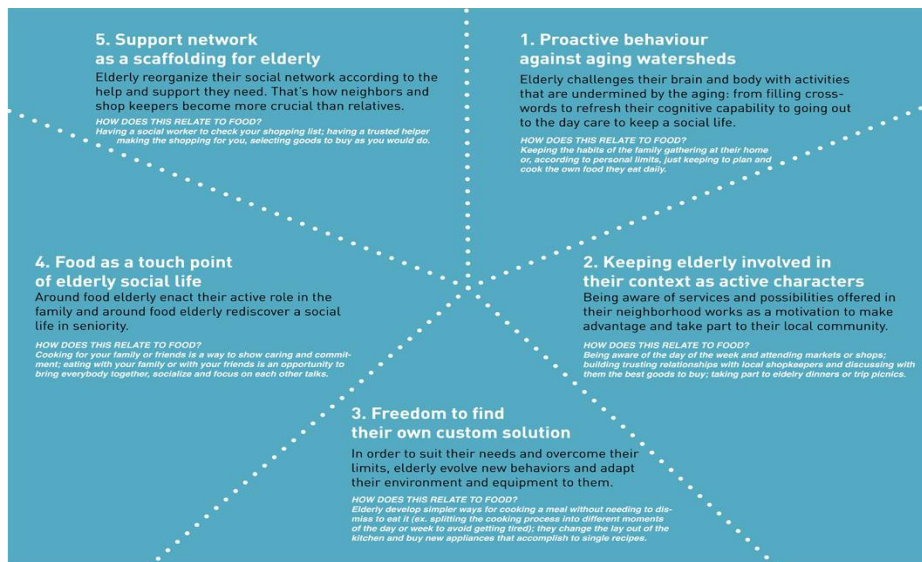 5. Support network
as a scaffolding for elderly
Elderly reorganize their social network according to the
help and support they need. That's how neighbors and
shop keepers become more crucial than relatives.
HOW DOES THIS RELATE TO FOOD?
Having a social worker to check your shopping list; having a trusted helper
making the shopping for you, selecting goods to buy as you would do.
1. Proactive behaviour
against aging watersheds
Elderly challenges their brain and body with activities
that are undermined by the aging: from filling cross-
words to refresh their cognitive capability to going out
to the day care to keep a social life.
HOW DOES THIS RELATE TO FOOD?
Keeping the habits of the family gathering at their home
or, according to personal limits, just keeping to plan and
cook the own food they eat daily.
4. Food as a touch point
of elderly social life
Around food elderly enact their active role in the
family and around food elderly rediscover a social
life in seniority.
HOW DOES THIS RELATE TO FOOD?
Cooking for your family or friends is a way to show caring and commit-
ment; eating with your family or with your friends is an opportunity to
bring everybody together, socialize and focus on each other talks.
2. Keeping elderly involved in
their context as active characters
Being aware of services and possibilities offered in
their neighborhood works as a motivation to make
advantage and take part to their local community.
HOW DOES THIS RELATE TO FOOD?
Being aware of the day of the week and attending markets or shops;
building trusting relationships with local shopkeepers and discussing with
them the best goods to buy; taking part to eldelry dinners or trip picnics.
3. Freedom to find
their own custom solution
In order to suit their needs and overcome their
limits, elderly evolve new behaviors and adapt
their environment and equipment to them.
HOW DOES THIS RELATE TO FOOD?
Elderly develop simpler ways for cooking a meal without needing to dis-
miss to eat it (ex. splitting the cooking process into different moments
of the day or week to avoid getting tired); they change the lay out of the
kitchen and buy new appliances that accomplish to single recipes.